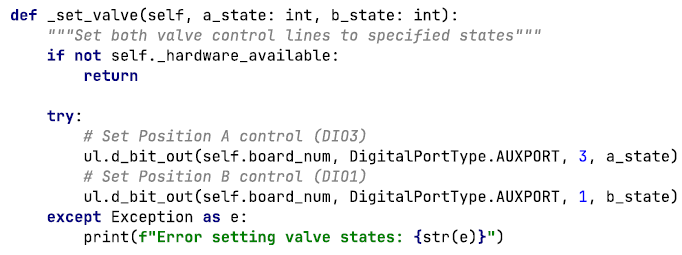 def _set_valve(self, a_state: int, b_state: int):
    """Set both valve control lines to specified states"""
    if not self._hardware_available:
        return

    try:
        # Set Position A control (DIO3)
        ul.d_bit_out(self.board_num, DigitalPortType.AUXPORT, 3, a_state)
        # Set Position B control (DIO1)
        ul.d_bit_out(self.board_num, DigitalPortType.AUXPORT, 1, b_state)
    except Exception as e:
        print(f"Error setting valve states: {str(e)}")